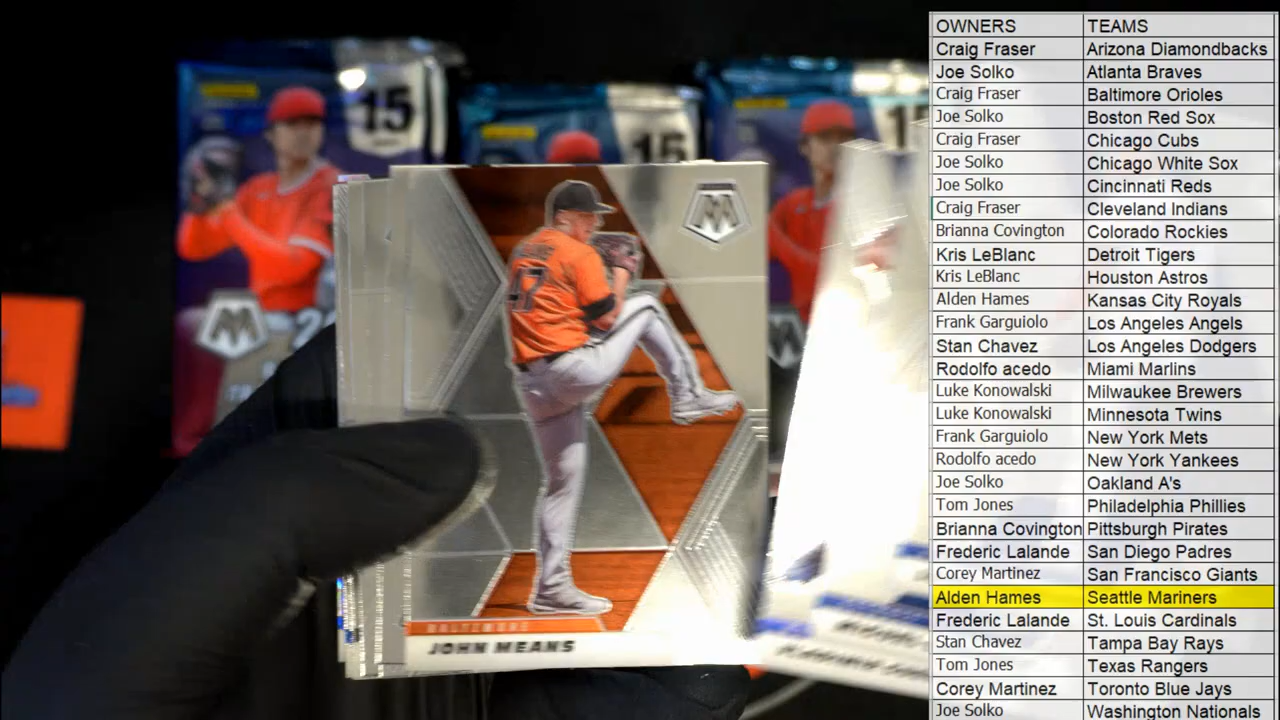 OWNERS TEAMS
Craig Fraser Arizona Diamondbacks
Joe Solko Atlanta Braves
Craig Fraser Baltimore Orioles
Joe Solko Boston Red Sox
Craig Fraser Chicago Cubs
Joe Solko Chicago White Sox
Joe Solko Cincinnati Reds
Craig Fraser Cleveland Indians
Brianna Covington Colorado Rockies
Kris LeBlanc Detroit Tigers
Kris LeBlanc Houston Astros
Alden Hames Kansas City Royals
Frank Garguiolo Los Angeles Angels
Stan Chavez Los Angeles Dodgers
Rodolfo acedo Miami Marlins
Luke Konowalski Milwaukee Brewers
Luke Konowalski Minnesota Twins
Frank Garguiolo New York Mets
Rodolfo acedo New York Yankees
Joe Solko Oakland A's
Tom Jones Philadelphia Phillies
Brianna Covington Pittsburgh Pirates
Frederic Lalande San Diego Padres
Corey Martinez San Francisco Giants
Alden Hames Seattle Mariners
Frederic Lalande St. Louis Cardinals
Stan Chavez Tampa Bay Rays
Tom Jones Texas Rangers
Corey Martinez Toronto Blue Jays
Joe Solko Washington Nationals
15
15
47
BALTIMORE
JOHN MEANS